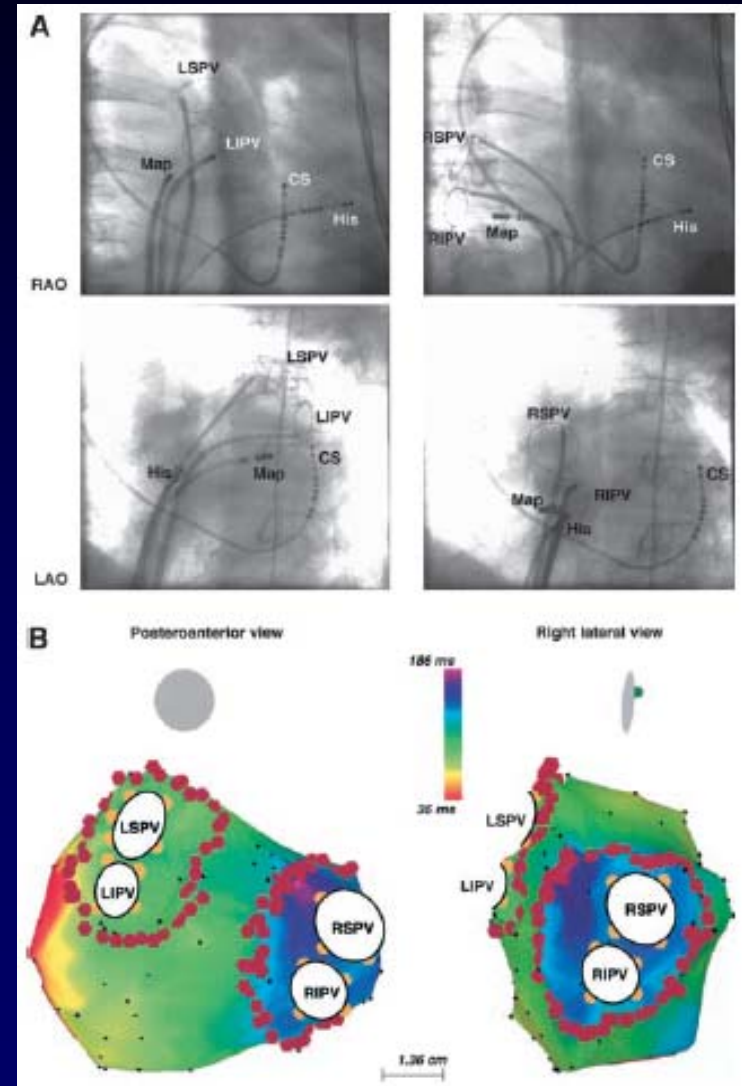 A
LSPV
LIPV
Map
CS
His
RAO
RSPV
CS
RIPV
Map
His
LSPV
LIPV
His
Map
CS
LAO
RSPV
CS
RIPV
Map
His
B
Posteroanterior view
Right lateral view
186 ms
35 ms
LSPV
LIPV
RSPV
RIPV
LSPV
LIPV
RSPV
RIPV
1.36 cm